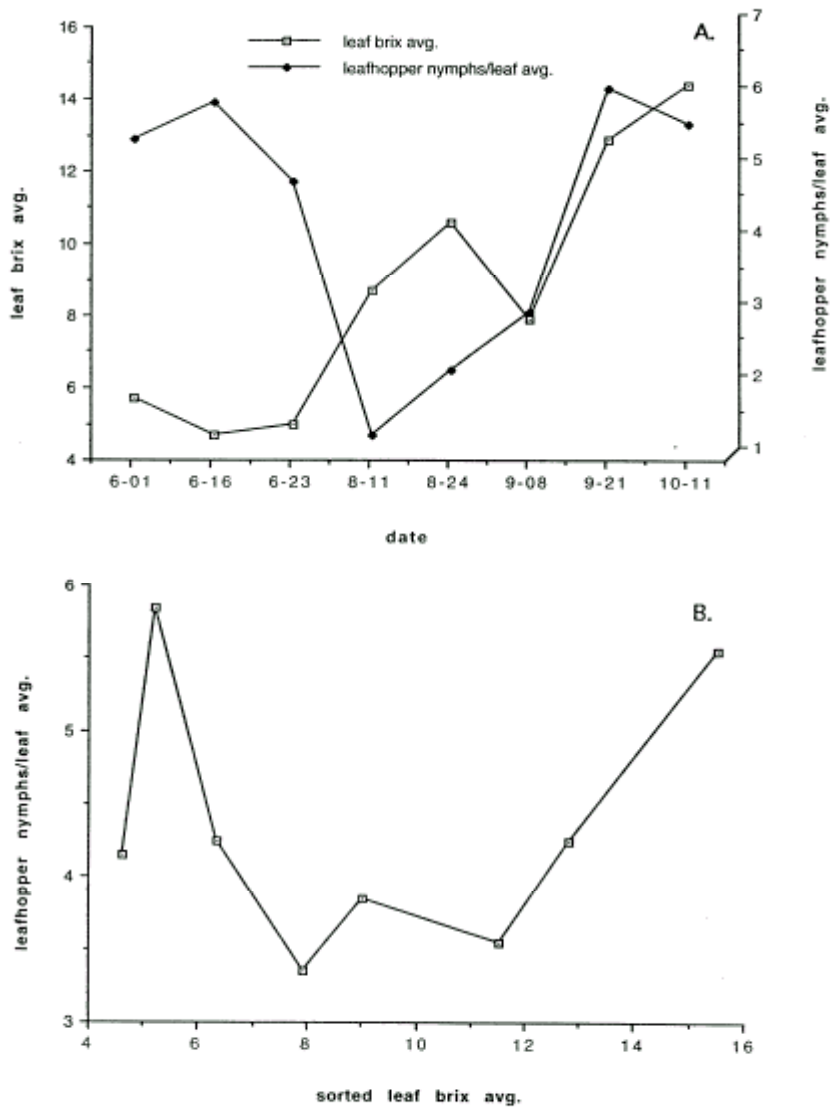 A.
leaf brix avg.
leafhopper nymphs/leaf avg.
leaf brix avg.
16
14
12
10
8
6
4
leafhopper nymphs/leaf avg.
7
6
5
4
3
2
1
6-01 6-16 6-23 8-11 8-24 9-08 9-21 10-11
date
B.
leafhopper nymphs/leaf avg.
6
5
4
3
4 6 8 10 12 14 16
sorted leaf brix avg.